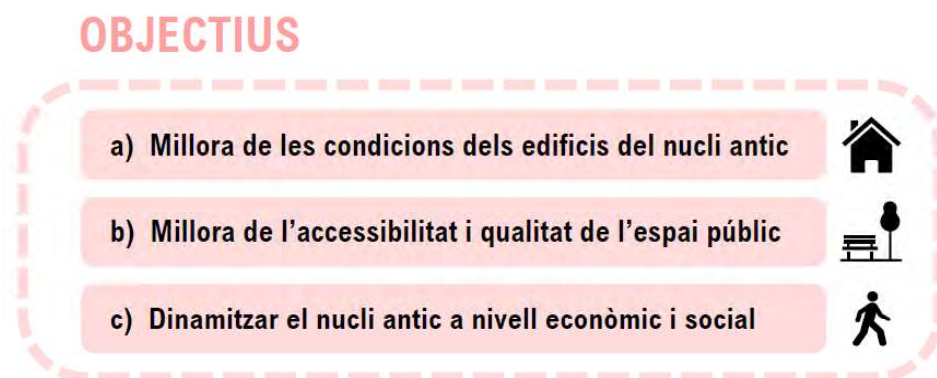 OBJECTIUS
a) Millora de les condicions dels edificis del nucli antic
b) Millora de l'accessibilitat i qualitat de l'espai públic
c) Dinamitzar el nucli antic a nivell econòmic i social